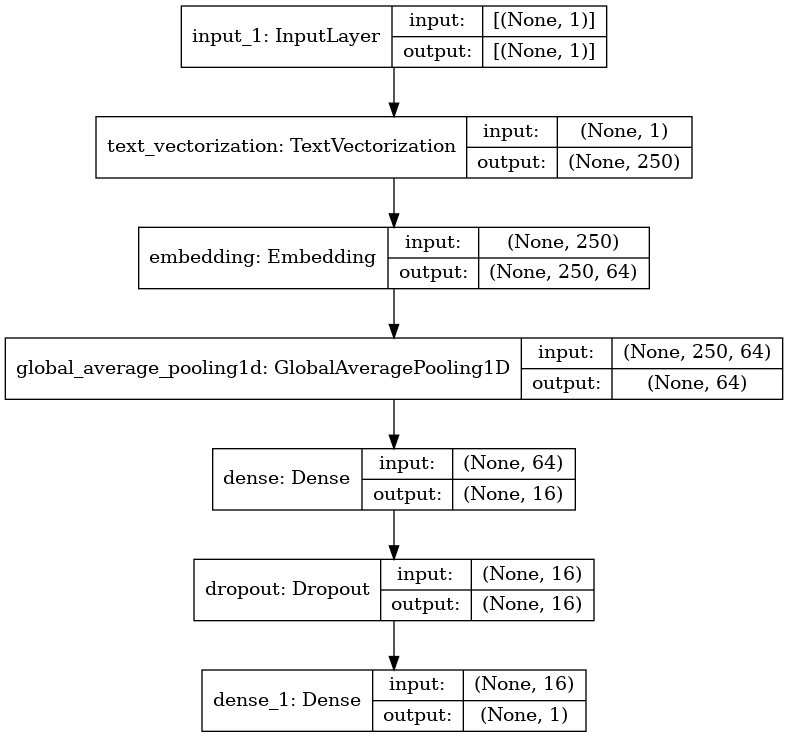 input_1: InputLayer
input:
[(None, 1)]
output:
[(None, 1)]
text_vectorization: TextVectorization
input:
(None, 1)
output:
(None, 250)
embedding: Embedding
input:
(None, 250)
output:
(None, 250, 64)
global_average_pooling1d: GlobalAveragePooling1D
input:
(None, 250, 64)
output:
(None, 64)
dense: Dense
input:
(None, 64)
output:
(None, 16)
dropout: Dropout
input:
(None, 16)
output:
(None, 16)
dense_1: Dense
input:
(None, 16)
output:
(None, 1)